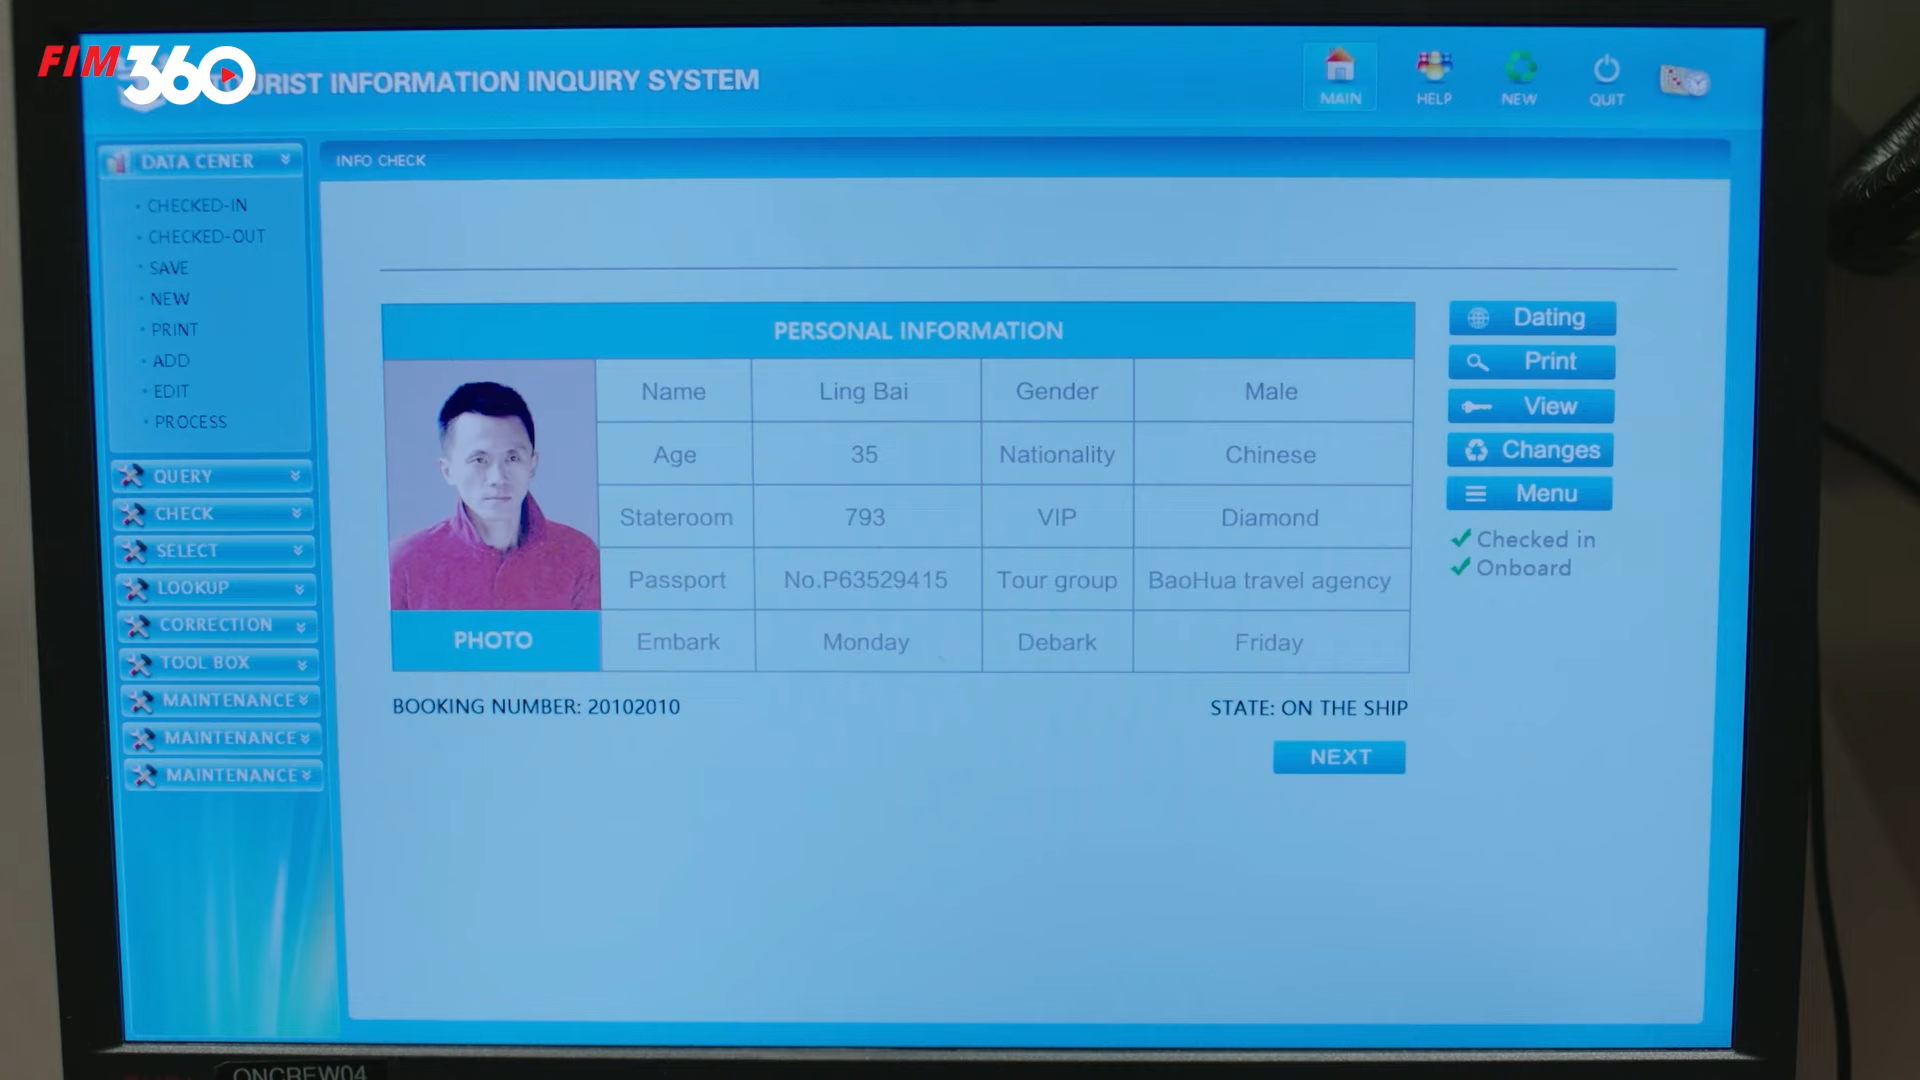 FIM360
URIST INFORMATION INQUIRY SYSTEM
MAIN
HELP
NEW
QUIT
DATA CENER
INFO CHECK
CHECKED-IN
CHECKED-OUT
SAVE
NEW
PRINT
ADD
EDIT
PROCESS
QUERY
CHECK
SELECT
LOOKUP
CORRECTION
TOOL BOX
MAINTENANCE
MAINTENANCE
MAINTENANCE
PERSONAL INFORMATION
Name Ling Bai Gender Male
Age 35 Nationality Chinese
Stateroom 793 VIP Diamond
Passport No.P63529415 Tour group BaoHua travel agency
PHOTO Embark Monday Debark Friday
BOOKING NUMBER: 20102010 STATE: ON THE SHIP
NEXT
Dating
Print
View
Changes
Menu
Checked in
Onboard
ONCREW04